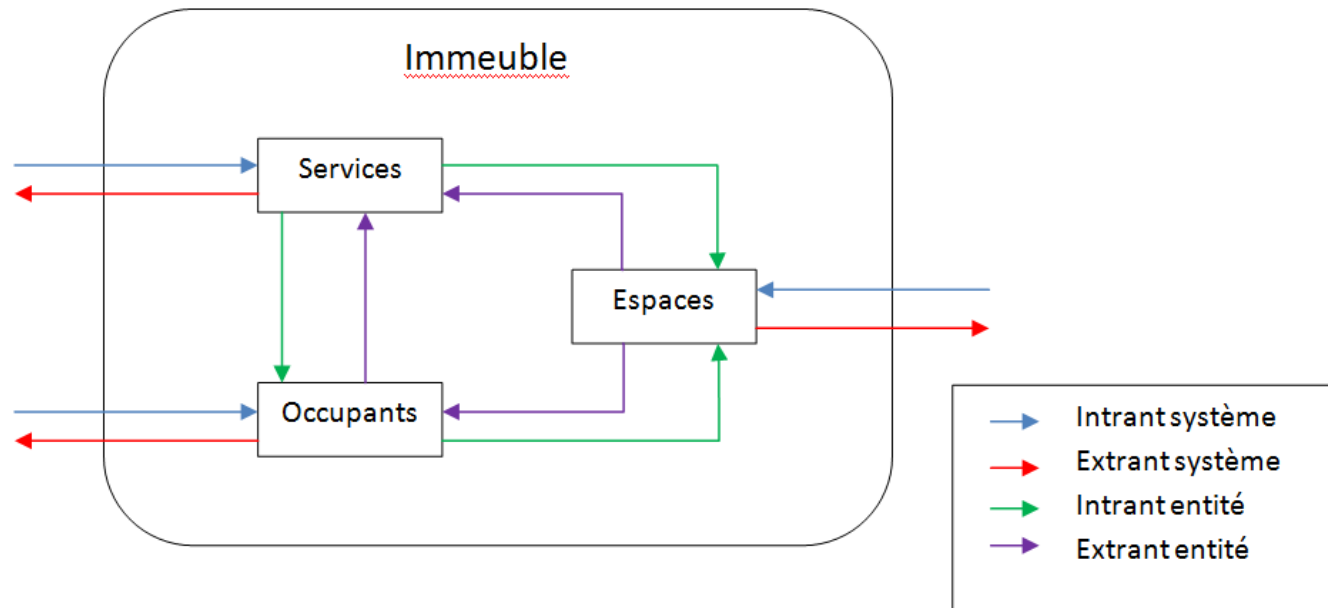 Immeuble
Services
Espaces
Occupants
Intrant système
Extrant système
Intrant entité
Extrant entité